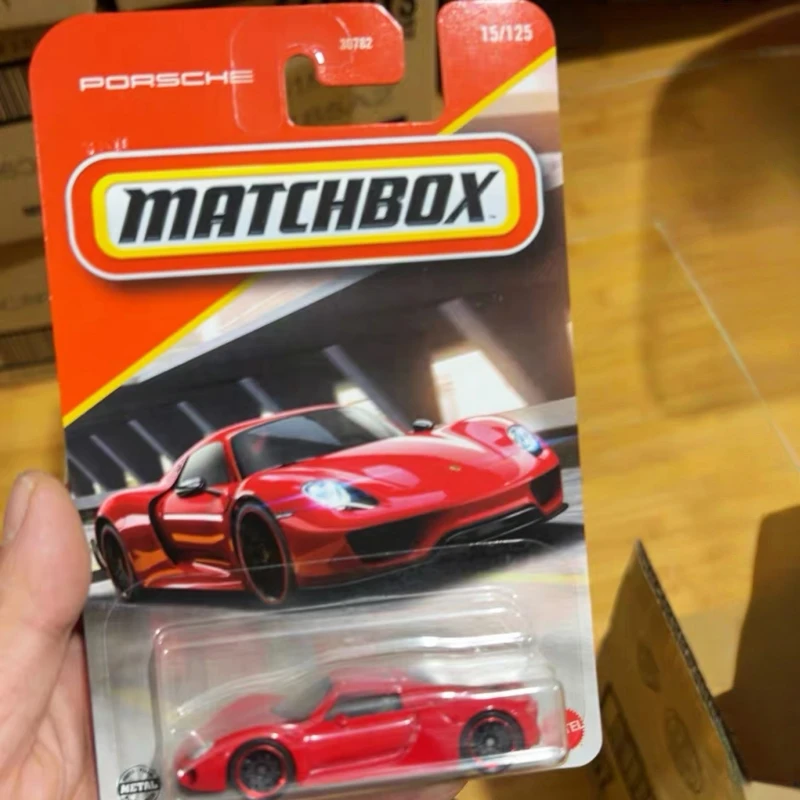 30782
15/125
PORSCHE
MATCHBOX
METAL